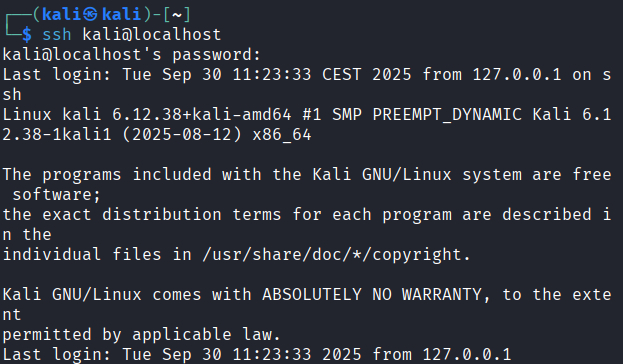 ┌──(kali㉿kali)-[~]
└─$ ssh kali@localhost
kali@localhost's password:
Last login: Tue Sep 30 11:23:33 CEST 2025 from 127.0.0.1 on s
sh
Linux kali 6.12.38+kali-amd64 #1 SMP PREEMPT_DYNAMIC Kali 6.1
2.38-1kali1 (2025-08-12) x86_64

The programs included with the Kali GNU/Linux system are free
 software;
the exact distribution terms for each program are described i
n the
individual files in /usr/share/doc/*/copyright.

Kali GNU/Linux comes with ABSOLUTELY NO WARRANTY, to the exte
nt
permitted by applicable law.
Last login: Tue Sep 30 11:23:33 2025 from 127.0.0.1